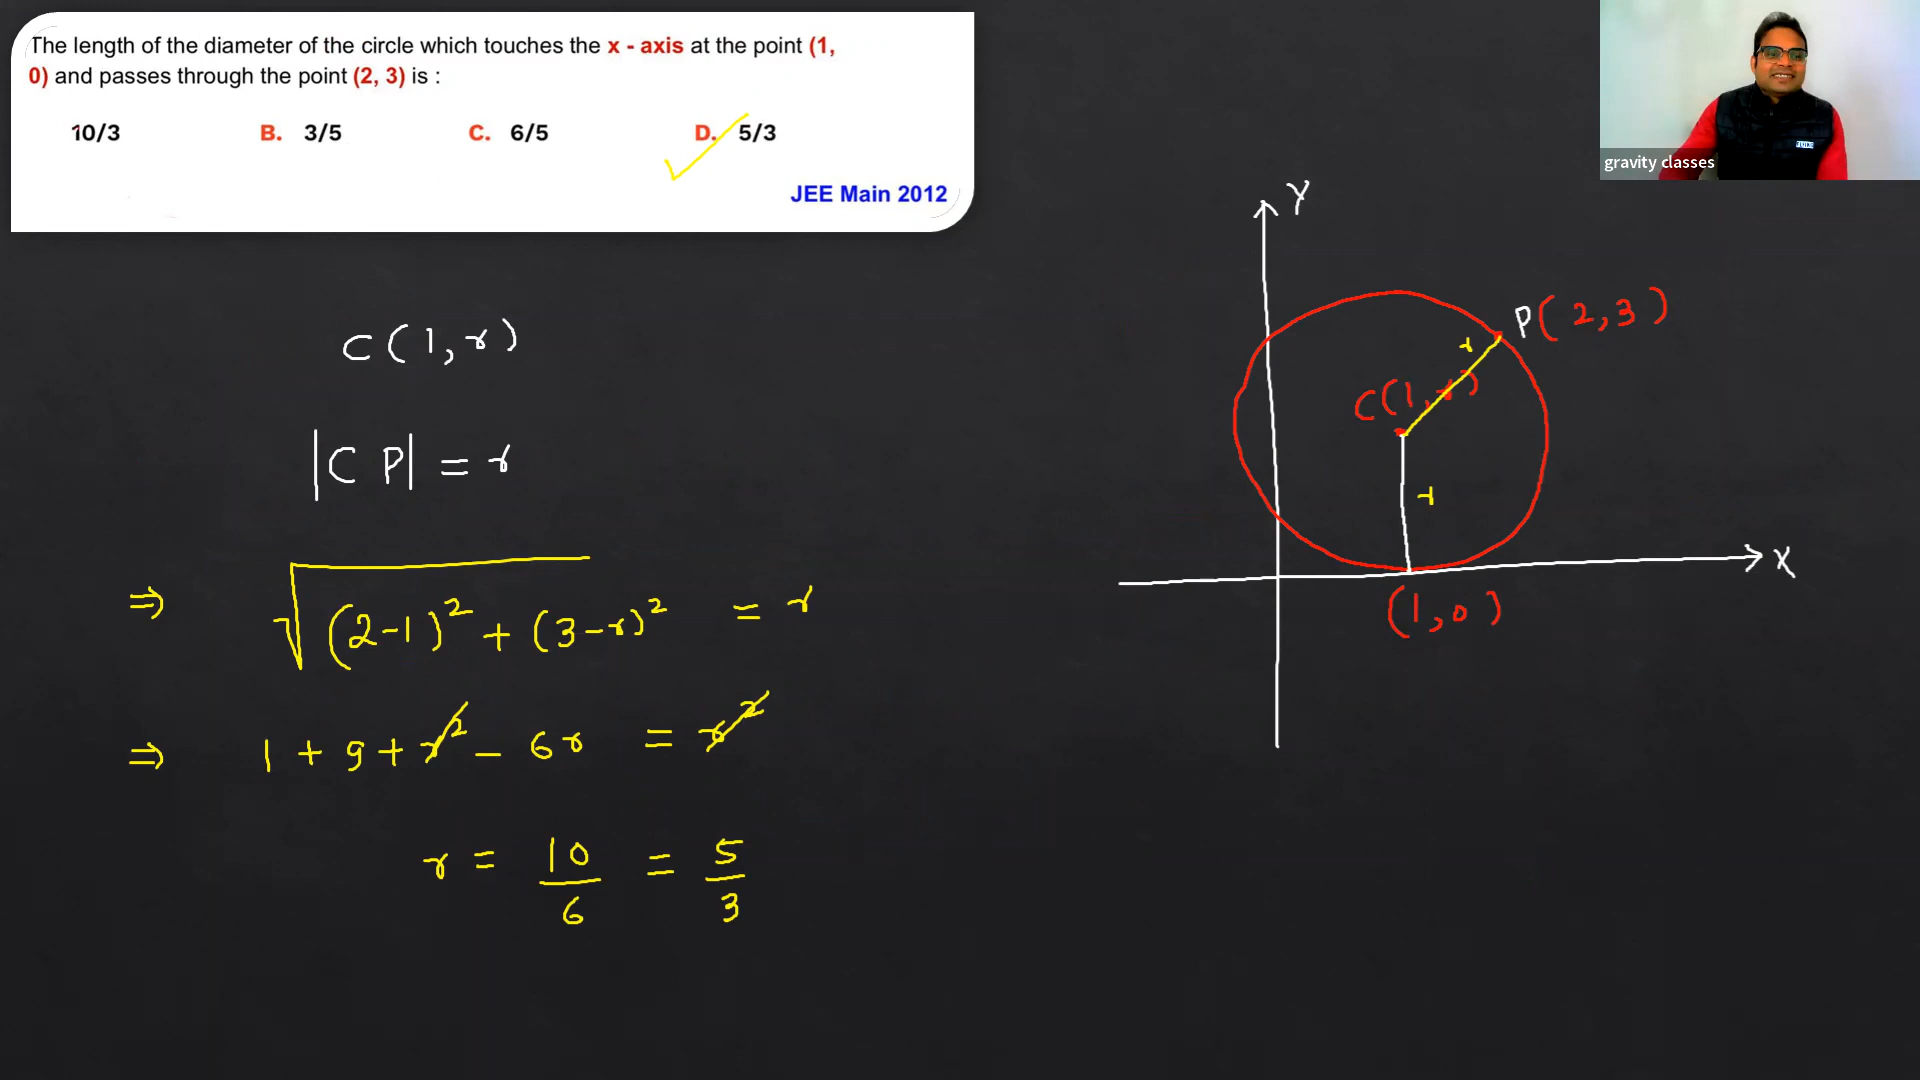 The length of the diameter of the circle which touches the x - axis at the point (1,
0) and passes through the point (2, 3) is :
10/3 B. 3/5 C. 6/5 D. 5/3
JEE Main 2012
gravity classes
C(1, r)
|CP| = r
⇒ √(2-1)² + (3-r)² = r
⇒ 1 + 9 + r² - 6r = r²
r = 10/6 = 5/3
Y
P(2,3)
r
C(1, r)
r
X
(1,0)